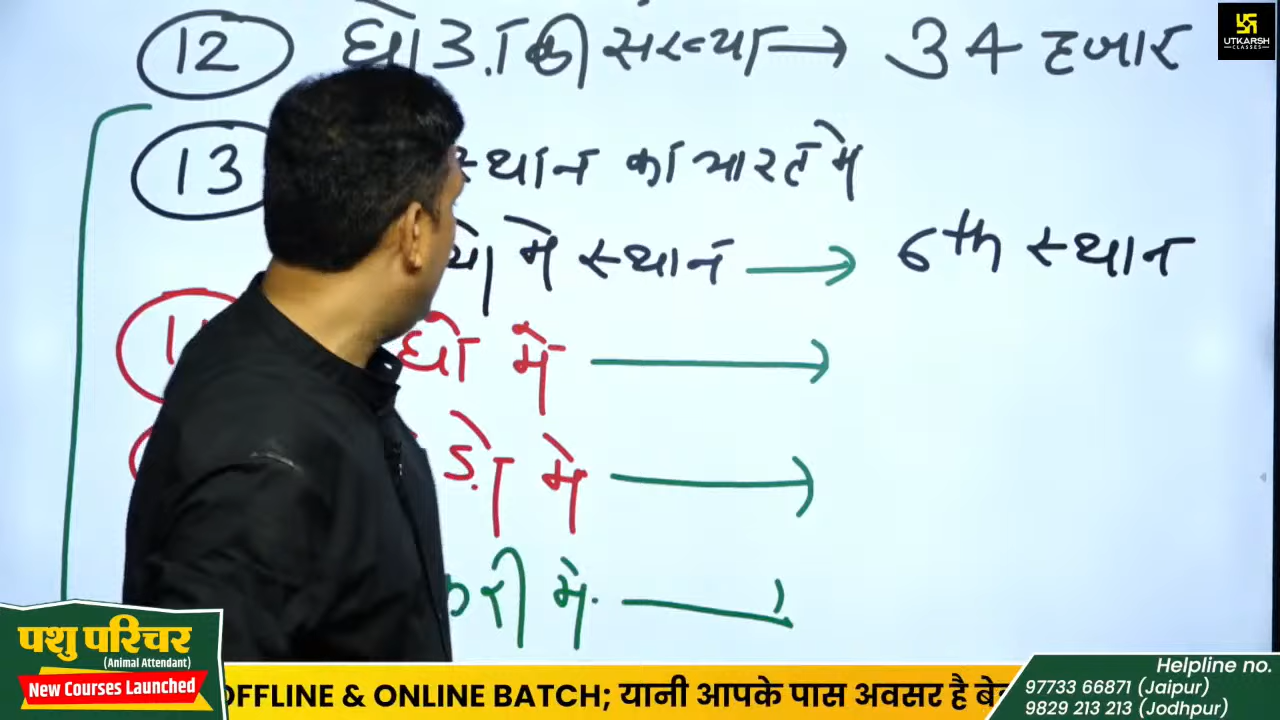 UTKARSH
CLASSES
12 घोड़ों की संख्या → 34 हजार
13 स्थान का भारत में
में स्थान → 6th स्थान
धो में →
ड़ो में →
करी में →
पशु परिचर
(Animal Attendant)
New Courses Launched
OFFLINE & ONLINE BATCH; यानी आपके पास अवसर है
Helpline no.
97733 66871 (Jaipur)
9829 213 213 (Jodhpur)